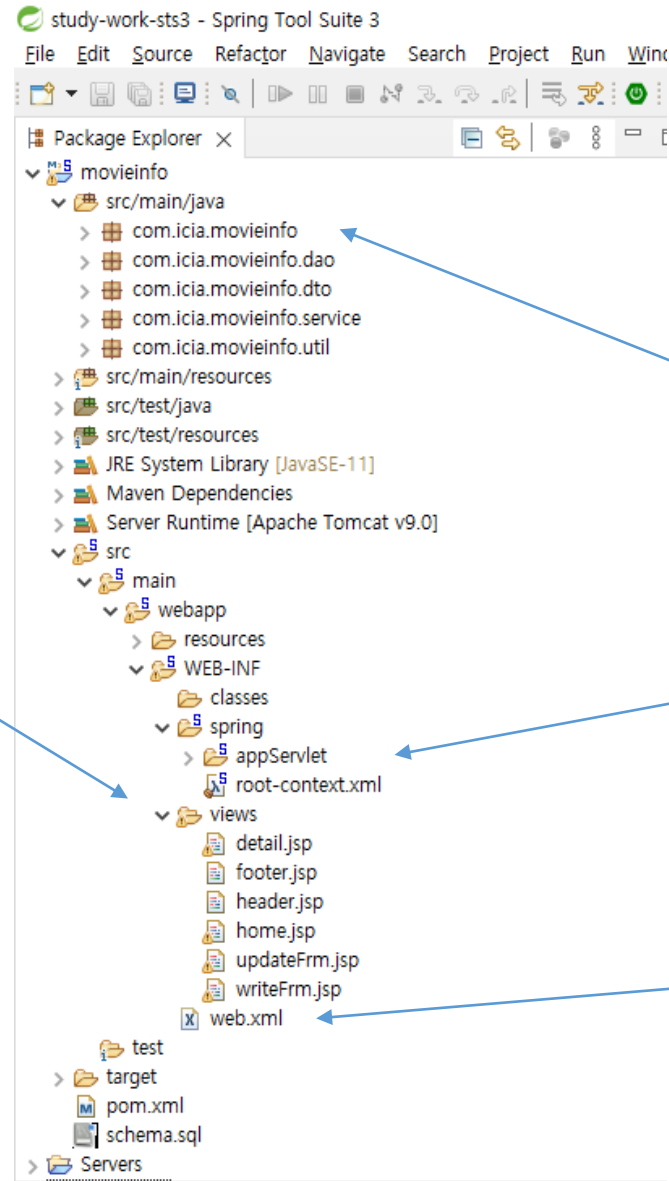 study-work-sts3 - Spring Tool Suite 3
File Edit Source Refactor Navigate Search Project Run
Package Explorer
movieinfo
src/main/java
com.icia.movieinfo
com.icia.movieinfo.dao
com.icia.movieinfo.dto
com.icia.movieinfo.service
com.icia.movieinfo.util
src/main/resources
src/test/java
src/test/resources
JRE System Library [JavaSE-11]
Maven Dependencies
Server Runtime [Apache Tomcat v9.0]
src
main
webapp
resources
WEB-INF
classes
spring
appServlet
root-context.xml
views
detail.jsp
footer.jsp
header.jsp
home.jsp
updateFrm.jsp
writeFrm.jsp
web.xml
test
target
pom.xml
schema.sql
Servers